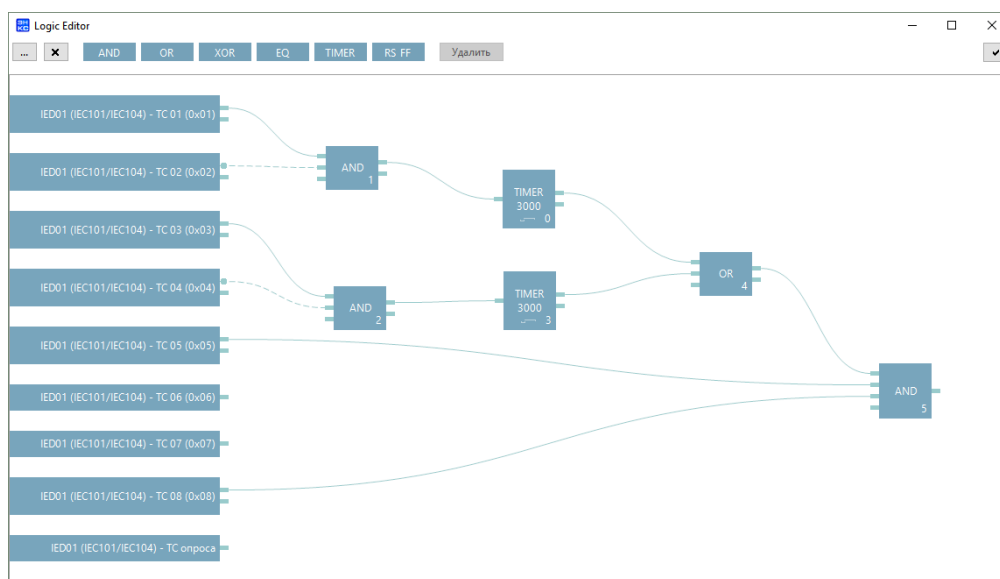 ЭНКС
Logic Editor
...
AND
OR
XOR
EQ
TIMER
RS FF
Удалить
IED01 (IEC101/IEC104) - TC 01 (0x01)
IED01 (IEC101/IEC104) - TC 02 (0x02)
IED01 (IEC101/IEC104) - TC 03 (0x03)
IED01 (IEC101/IEC104) - TC 04 (0x04)
IED01 (IEC101/IEC104) - TC 05 (0x05)
IED01 (IEC101/IEC104) - TC 06 (0x06)
IED01 (IEC101/IEC104) - TC 07 (0x07)
IED01 (IEC101/IEC104) - TC 08 (0x08)
IED01 (IEC101/IEC104) - ТС опроса
AND
1
AND
2
TIMER
3000
0
TIMER
3000
3
OR
4
AND
5